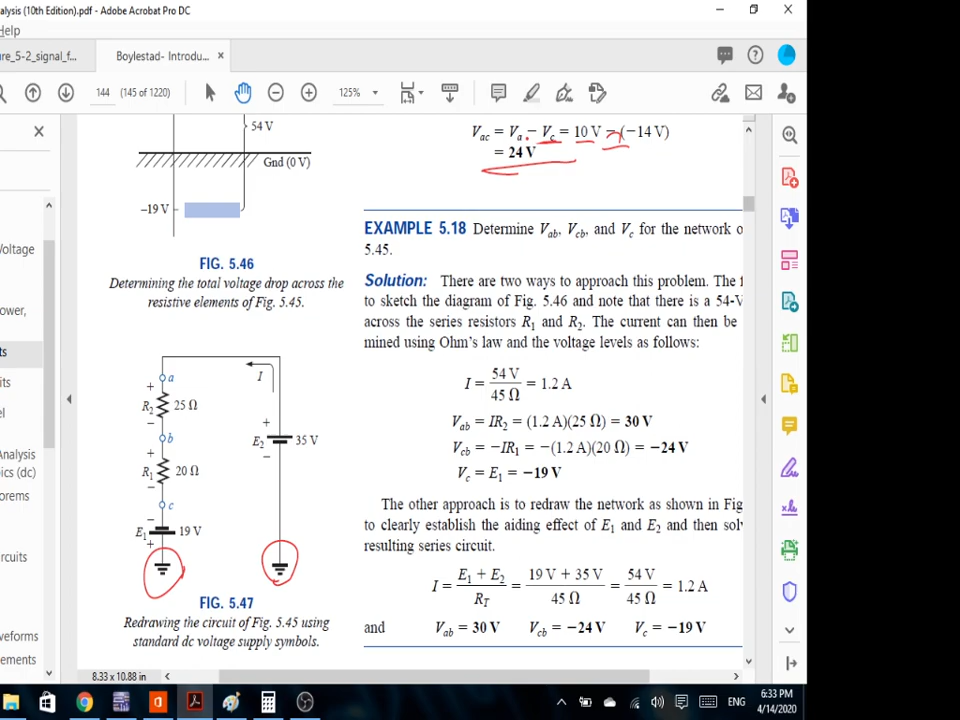 alysis (10th Edition).pdf - Adobe Acrobat Pro DC
Help
re_5-2_signal_f...
Boylestad- Introdu...
144 (145 of 1220)
125%
54 V
Gnd (0 V)
−19 V
FIG. 5.46
Determining the total voltage drop across the
resistive elements of Fig. 5.45.
a
+
R2 25 Ω
−
b
+
R1 20 Ω
−
c
−
E1 19 V
+
I
+
E2 35 V
−
FIG. 5.47
Redrawing the circuit of Fig. 5.45 using
standard dc voltage supply symbols.
Vac = Va − Vc = 10 V − (−14 V)
= 24 V
EXAMPLE 5.18 Determine Vab, Vcb, and Vc for the network o
5.45.
Solution: There are two ways to approach this problem. The f
to sketch the diagram of Fig. 5.46 and note that there is a 54-V
across the series resistors R1 and R2. The current can then be
mined using Ohm's law and the voltage levels as follows:
I = 54 V / 45 Ω = 1.2 A
Vab = IR2 = (1.2 A)(25 Ω) = 30 V
Vcb = −IR1 = −(1.2 A)(20 Ω) = −24 V
Vc = E1 = −19 V
The other approach is to redraw the network as shown in Fig
to clearly establish the aiding effect of E1 and E2 and then solv
resulting series circuit.
I = E1 + E2 / RT = 19 V + 35 V / 45 Ω = 54 V / 45 Ω = 1.2 A
and Vab = 30 V Vcb = −24 V Vc = −19 V
Voltage
ower,
ts
its
el
Analysis
ics (dc)
orems
rcuits
veforms
ements
8.33 x 10.88 in
ENG
6:33 PM
4/14/2020